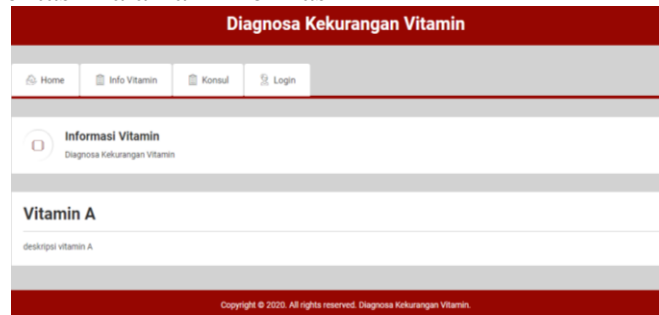 Diagnosa Kekurangan Vitamin
Home Info Vitamin Konsul Login
Informasi Vitamin
Diagnosa Kekurangan Vitamin
Vitamin A
deskripsi vitamin A
Copyright © 2020. All rights reserved. Diagnosa Kekurangan Vitamin.